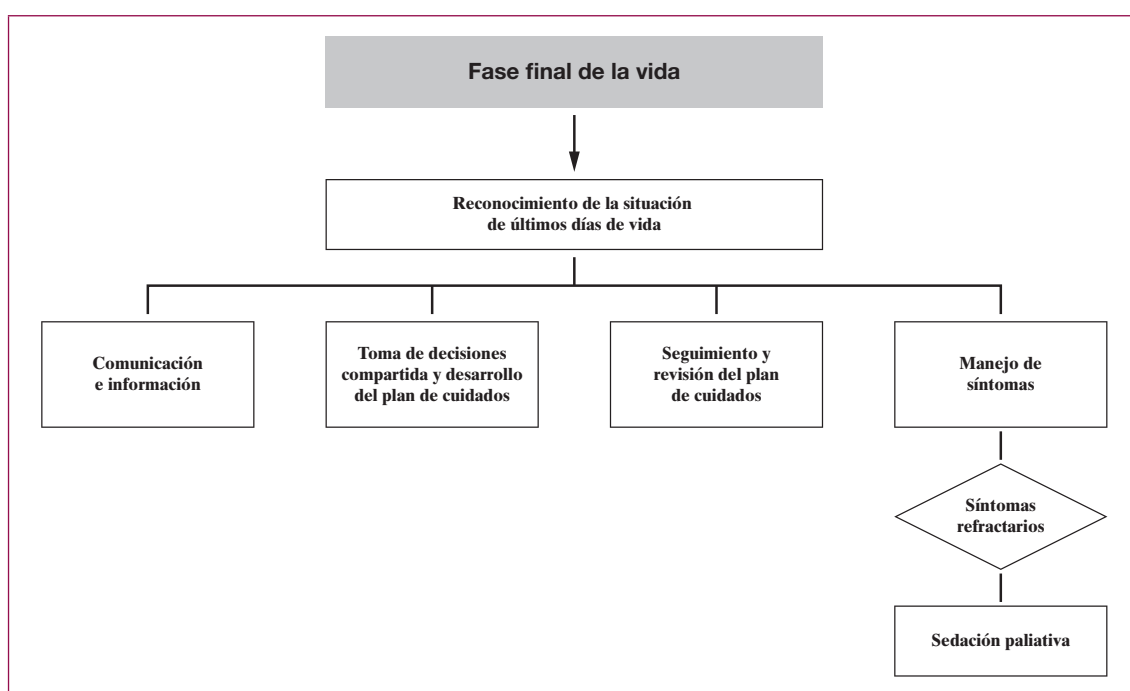 Fase final de la vida
Reconocimiento de la situación
de últimos días de vida
Comunicación
e información
Toma de decisiones
compartida y desarrollo
del plan de cuidados
Seguimiento y
revisión del plan
de cuidados
Manejo de
síntomas
Síntomas
refractarios
Sedación paliativa